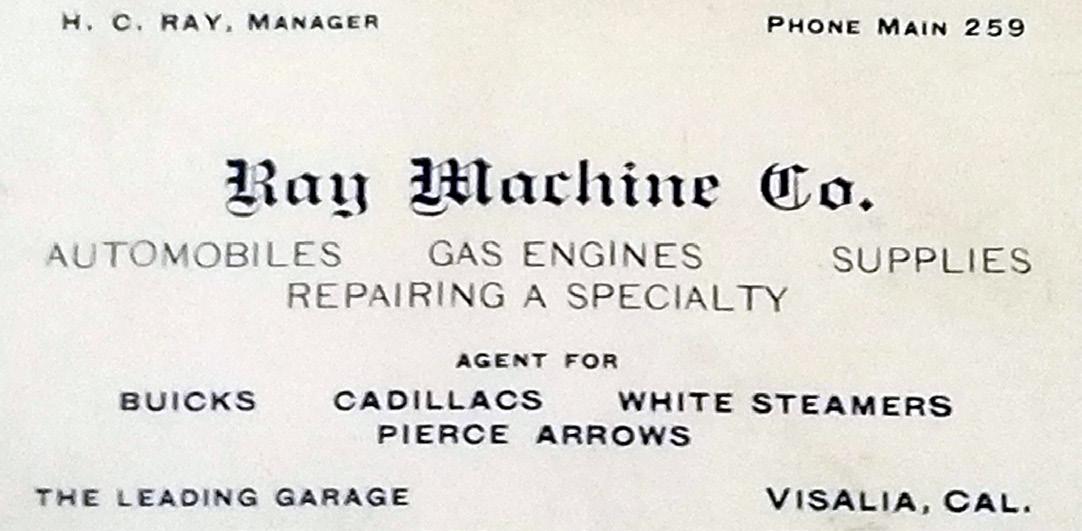 H. C. RAY, MANAGER PHONE MAIN 259
Ray Machine Co.
AUTOMOBILES GAS ENGINES SUPPLIES
REPAIRING A SPECIALTY
AGENT FOR
BUICKS CADILLACS WHITE STEAMERS
PIERCE ARROWS
THE LEADING GARAGE VISALIA, CAL.